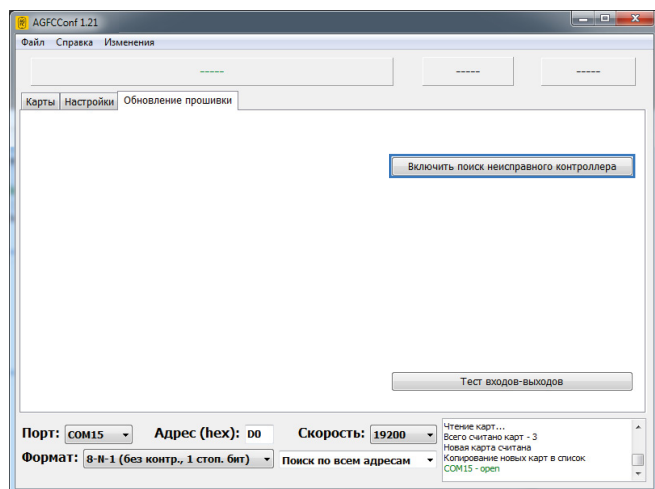 AGFCConf 1.21
Файл Справка Изменения
----- ----- -----
Карты Настройки Обновление прошивки
Включить поиск неисправного контроллера
Тест входов-выходов
Порт: COM15 Адрес (hex): D0 Скорость: 19200
Формат: 8-N-1 (без контр., 1 стоп. бит) Поиск по всем адресам
Чтение карт...
Всего считано карт - 3
Новая карта считана
Копирование новых карт в список
COM15 - open